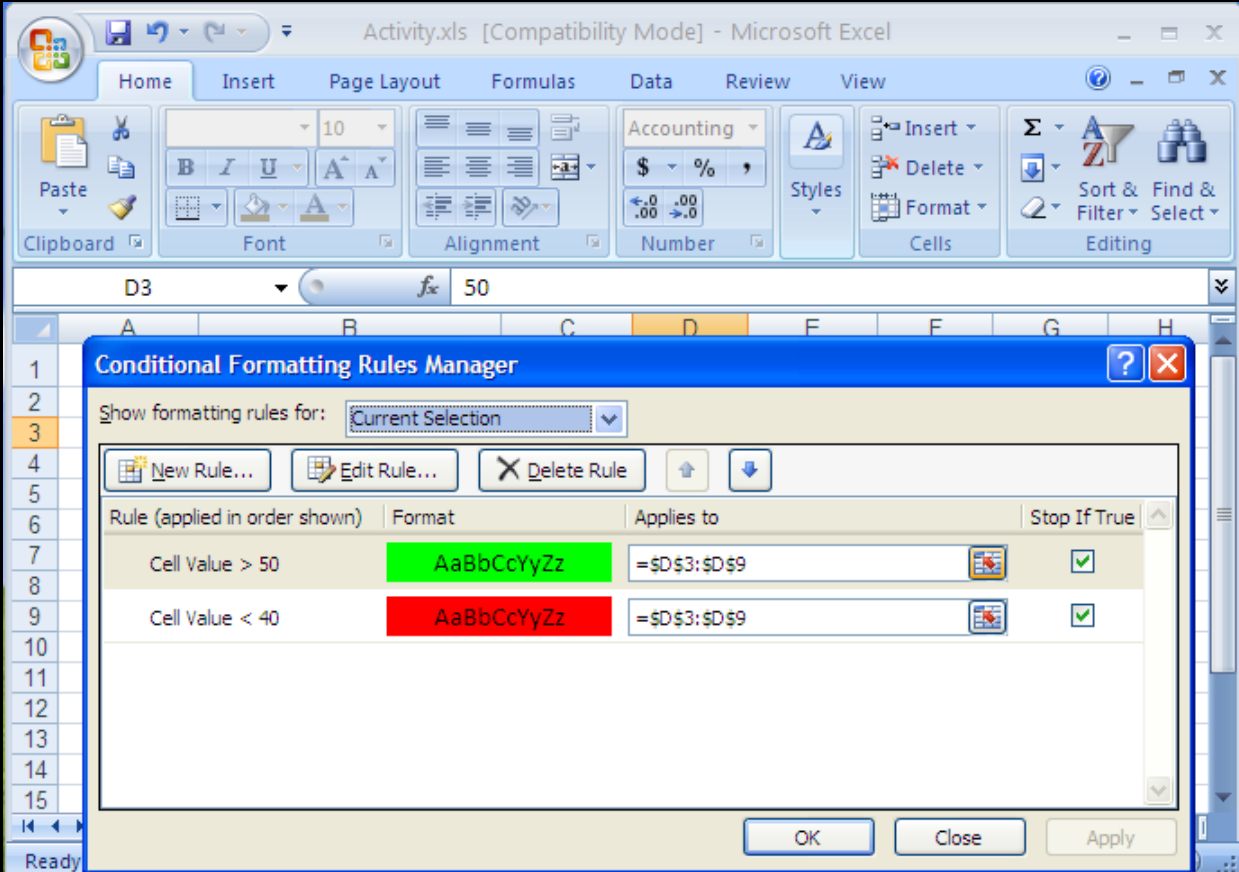 Activity.xls [Compatibility Mode] - Microsoft Excel
Home Insert Page Layout Formulas Data Review View
10 Accounting Insert Σ
B I U A A $ % , Delete
Paste Styles Sort & Find &
A .00 Format Filter Select
Clipboard Font Alignment Number Cells Editing
D3 fx 50
A B C D E F G H
1 Conditional Formatting Rules Manager
2 Show formatting rules for: Current Selection
3
4 New Rule... Edit Rule... Delete Rule
5
6 Rule (applied in order shown) Format Applies to Stop If True
7 Cell Value > 50 AaBbCcYyZz =$D$3:$D$9
8
9 Cell Value < 40 AaBbCcYyZz =$D$3:$D$9
10
11
12
13
14
15
OK Close Apply
Ready